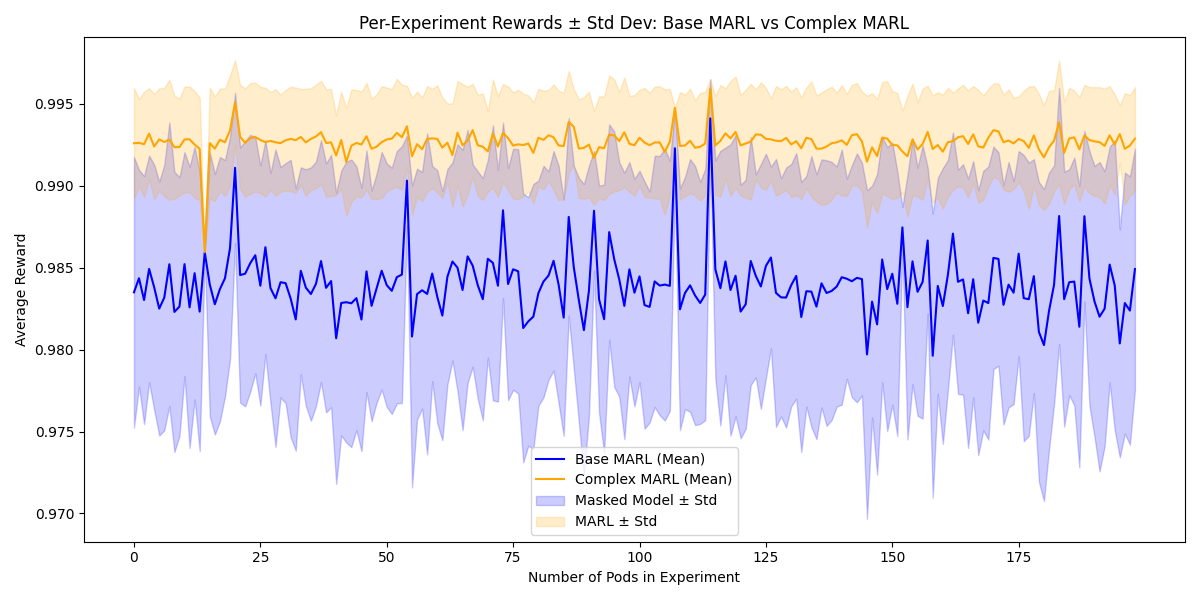 Per-Experiment Rewards ± Std Dev: Base MARL vs Complex MARL
Average Reward
0.995
0.990
0.985
0.980
0.975
0.970
Base MARL (Mean)
Complex MARL (Mean)
Masked Model ± Std
MARL ± Std
0 25 50 75 100 125 150 175
Number of Pods in Experiment